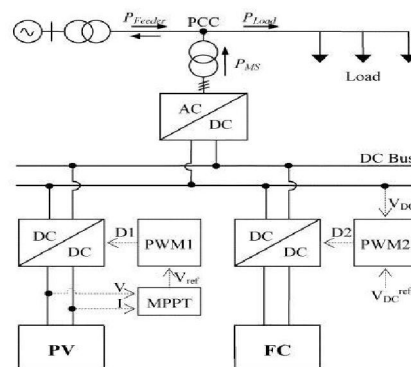 P_Feeder PCC P_Load
P_MS
Load
AC
DC
DC Bus
V_DC
DC
DC
D1
PWM1
DC
DC
D2
PWM2
V_ref
V
I
MPPT
V_DC^ref
PV
FC